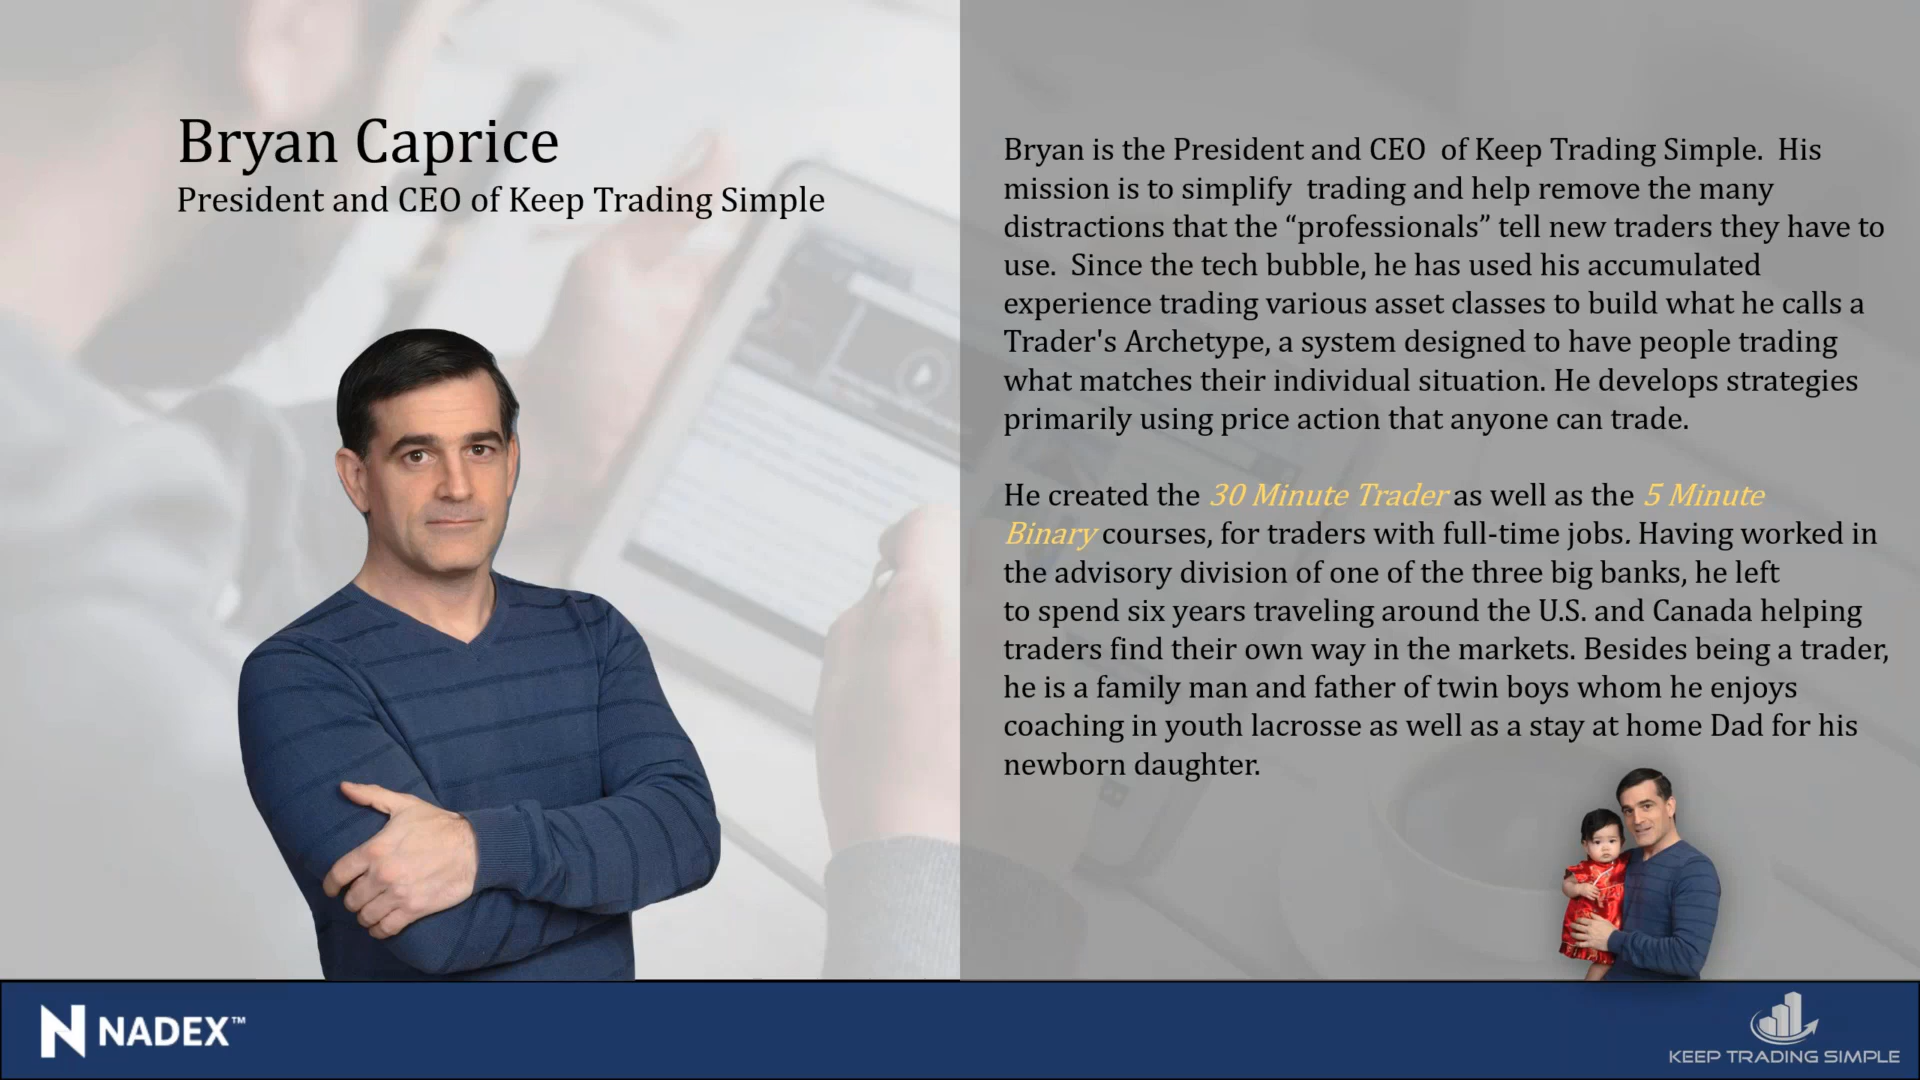 Bryan Caprice
President and CEO of Keep Trading Simple
Bryan is the President and CEO  of Keep Trading Simple.  His
mission is to simplify  trading and help remove the many
distractions that the “professionals” tell new traders they have to
use.  Since the tech bubble, he has used his accumulated
experience trading various asset classes to build what he calls a
Trader's Archetype, a system designed to have people trading
what matches their individual situation. He develops strategies
primarily using price action that anyone can trade.
He created the 30 Minute Trader as well as the 5 Minute
Binary courses, for traders with full-time jobs. Having worked in
the advisory division of one of the three big banks, he left
to spend six years traveling around the U.S. and Canada helping
traders find their own way in the markets. Besides being a trader,
he is a family man and father of twin boys whom he enjoys
coaching in youth lacrosse as well as a stay at home Dad for his
newborn daughter.
N NADEX™
KEEP TRADING SIMPLE